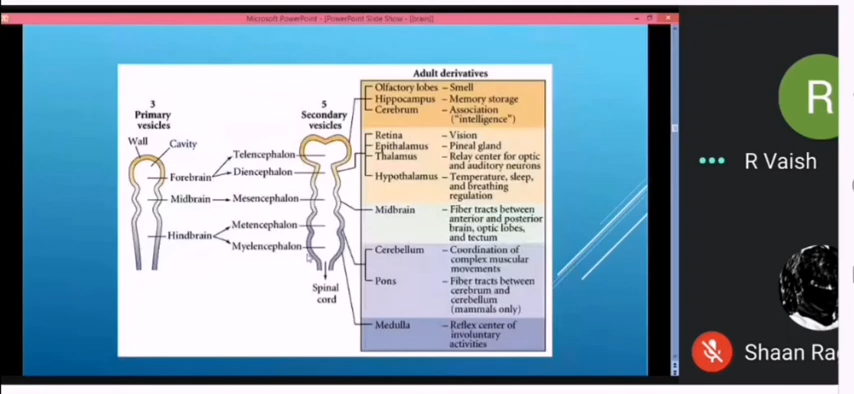 Microsoft PowerPoint - [PowerPoint Slide Show - [brain]]
Adult derivatives
3
Primary
vesicles
5
Secondary
vesicles
Wall
Cavity
Forebrain
Midbrain
Hindbrain
Telencephalon
Diencephalon
Mesencephalon
Metencephalon
Myelencephalon
Spinal
cord
Olfactory lobes – Smell
Hippocampus – Memory storage
Cerebrum – Association
("intelligence")
Retina – Vision
Epithalamus – Pineal gland
Thalamus – Relay center for optic
and auditory neurons
Hypothalamus – Temperature, sleep,
and breathing
regulation
Midbrain – Fiber tracts between
anterior and posterior
brain, optic lobes,
and tectum
Cerebellum – Coordination of
complex muscular
movements
Pons – Fiber tracts between
cerebrum and
cerebellum
(mammals only)
Medulla – Reflex center of
involuntary
activities
R
R Vaish
Shaan Ra